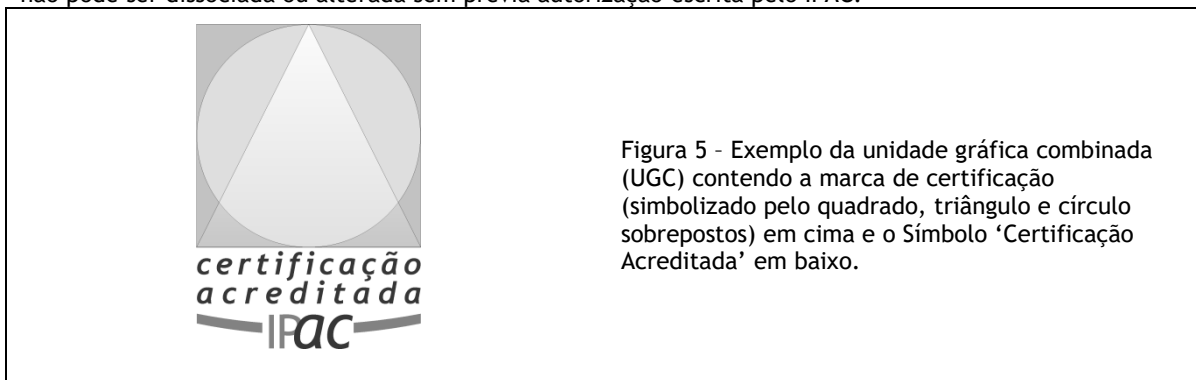 não pode ser dissociada ou alterada sem prévia autorização escrita pelo IPAC.
certificação
acreditada
IPac
Figura 5 – Exemplo da unidade gráfica combinada
(UGC) contendo a marca de certificação
(simbolizado pelo quadrado, triângulo e círculo
sobrepostos) em cima e o Símbolo ‘Certificação
Acreditada’ em baixo.